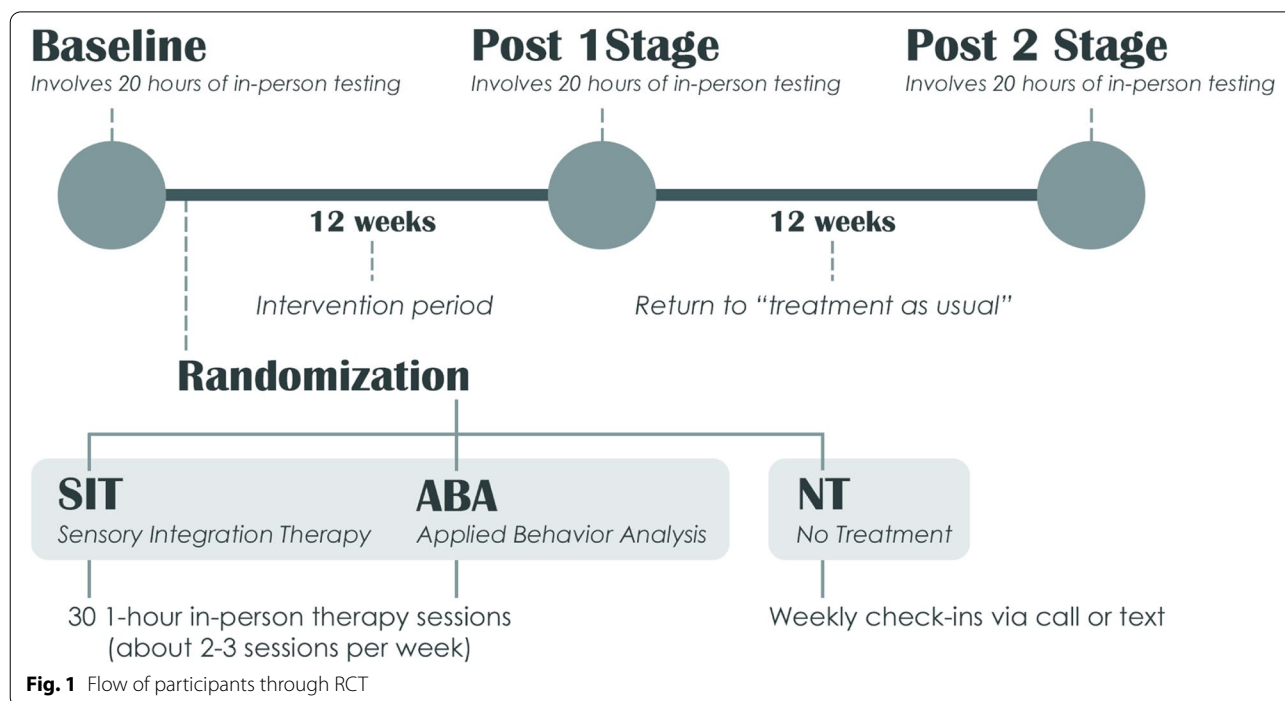 Baseline
Involves 20 hours of in-person testing
Post 1Stage
Involves 20 hours of in-person testing
Post 2 Stage
Involves 20 hours of in-person testing
12 weeks
Intervention period
12 weeks
Return to “treatment as usual”
Randomization
SIT
Sensory Integration Therapy
ABA
Applied Behavior Analysis
NT
No Treatment
30 1-hour in-person therapy sessions
(about 2-3 sessions per week)
Weekly check-ins via call or text
Fig. 1 Flow of participants through RCT